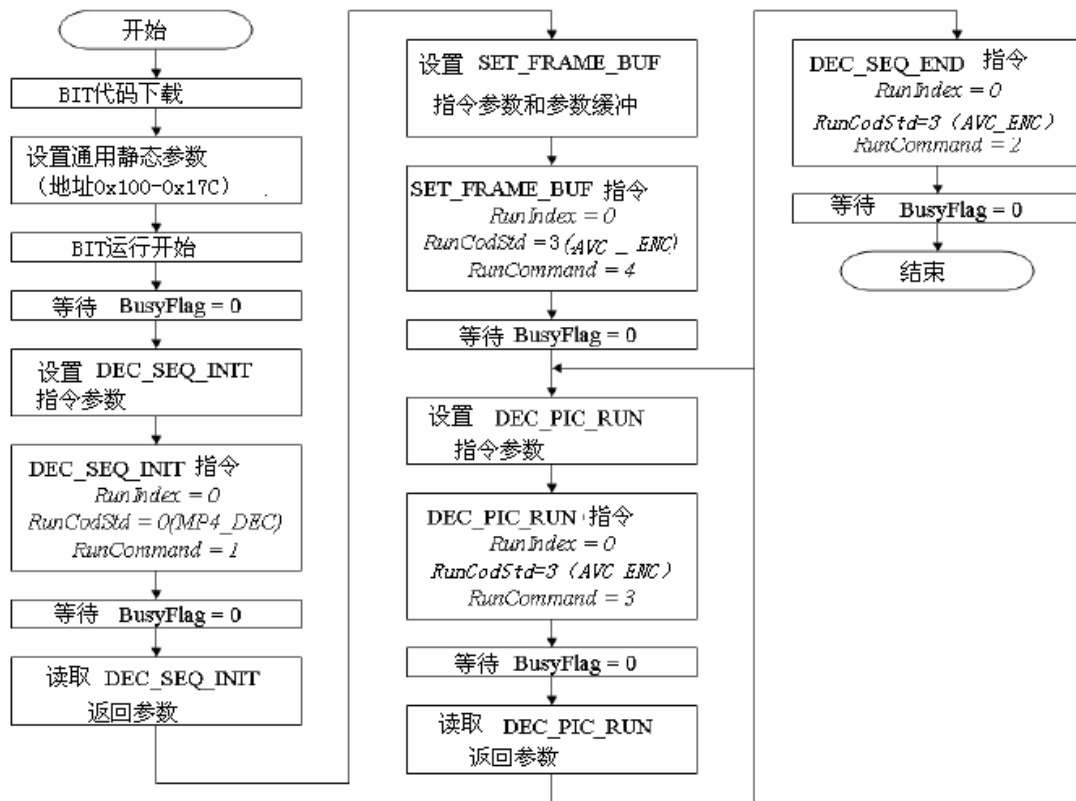 开始
BIT代码下载
设置通用静态参数
（地址0x100-0x17C）
BIT运行开始
等待 BusyFlag = 0
设置 DEC_SEQ_INIT
指令参数
DEC_SEQ_INIT 指令
RunIndex = 0
RunCodStd = 0(MP4_DEC)
RunCommand = 1
等待 BusyFlag = 0
读取 DEC_SEQ_INIT
返回参数
设置 SET_FRAME_BUF
指令参数和参数缓冲
SET_FRAME_BUF 指令
RunIndex = 0
RunCodStd = 3(AVC _ ENC)
RunCommand = 4
等待 BusyFlag = 0
设置 DEC_PIC_RUN
指令参数
DEC_PIC_RUN 指令
RunIndex = 0
RunCodStd=3（AVC ENC）
RunCommand = 3
等待 BusyFlag = 0
读取 DEC_PIC_RUN
返回参数
DEC_SEQ_END 指令
RunIndex = 0
RunCodStd=3（AVC_ENC）
RunCommand = 2
等待 BusyFlag = 0
结束